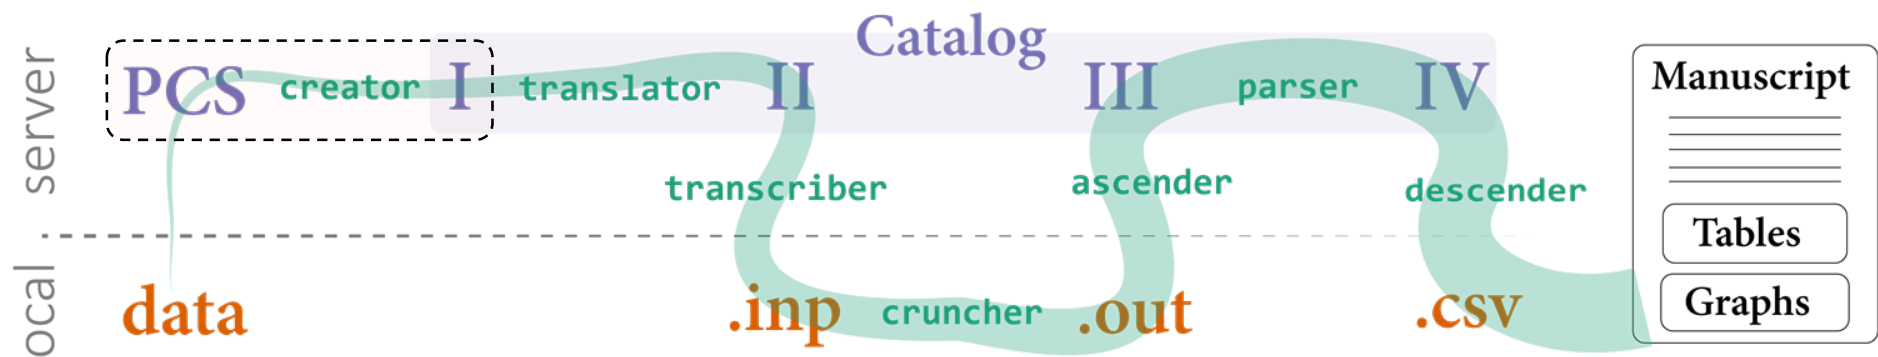 server
Catalog
PCS creator I translator II III parser IV
transcriber ascender descender
local
data .inp cruncher .out .csv
Manuscript
Tables
Graphs